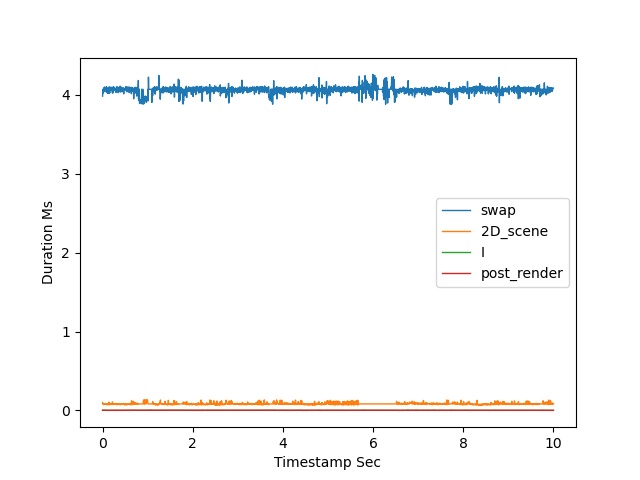 4
3
2
1
0
Duration Ms
swap
2D_scene
I
post_render
0 2 4 6 8 10
Timestamp Sec